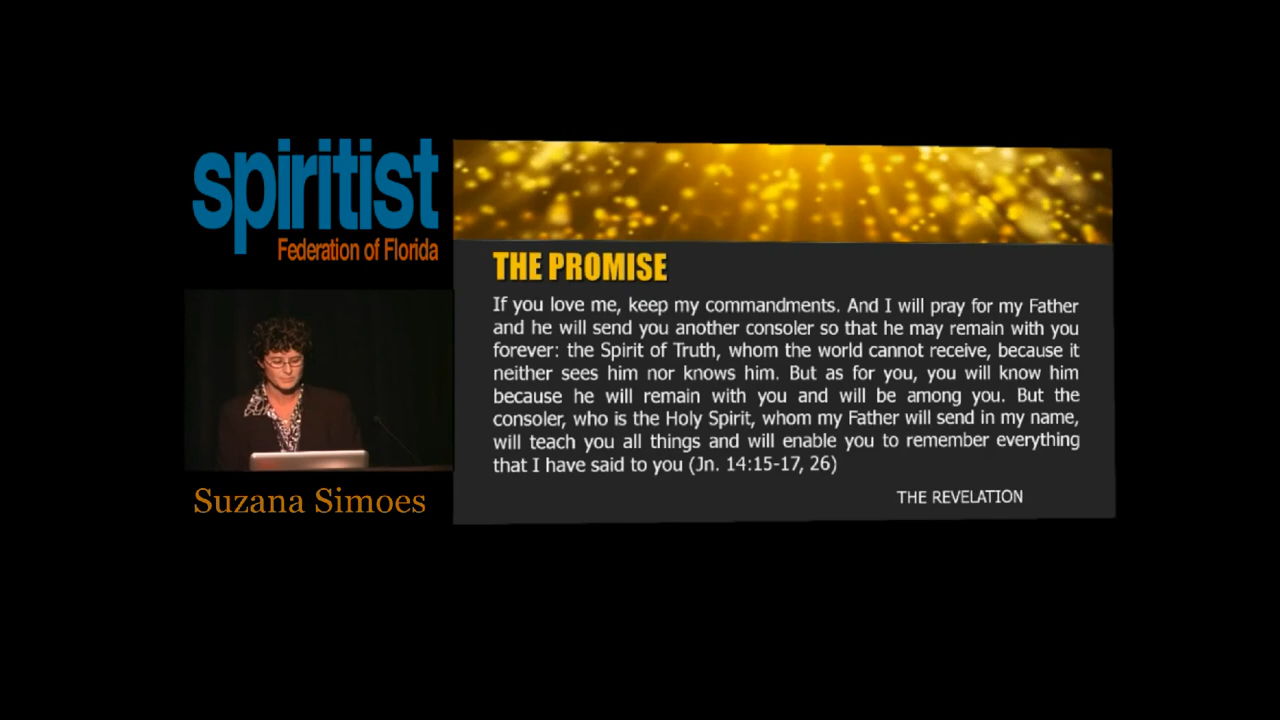 spiritist
Federation of Florida
Suzana Simoes
THE PROMISE
If you love me, keep my commandments. And I will pray for my Father
and he will send you another consoler so that he may remain with you
forever: the Spirit of Truth, whom the world cannot receive, because it
neither sees him nor knows him. But as for you, you will know him
because he will remain with you and will be among you. But the
consoler, who is the Holy Spirit, whom my Father will send in my name,
will teach you all things and will enable you to remember everything
that I have said to you (Jn. 14:15-17, 26)
THE REVELATION